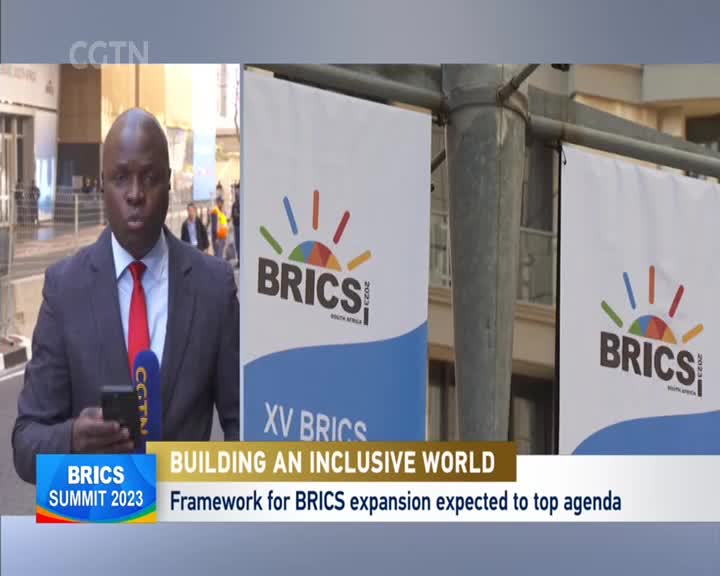 CGTN
BRICS
2023
SOUTH AFRICA
XV BRICS
BRICS
2023
SOUTH AFRICA
CGTN
BRICS
SUMMIT 2023
BUILDING AN INCLUSIVE WORLD
Framework for BRICS expansion expected to top agenda